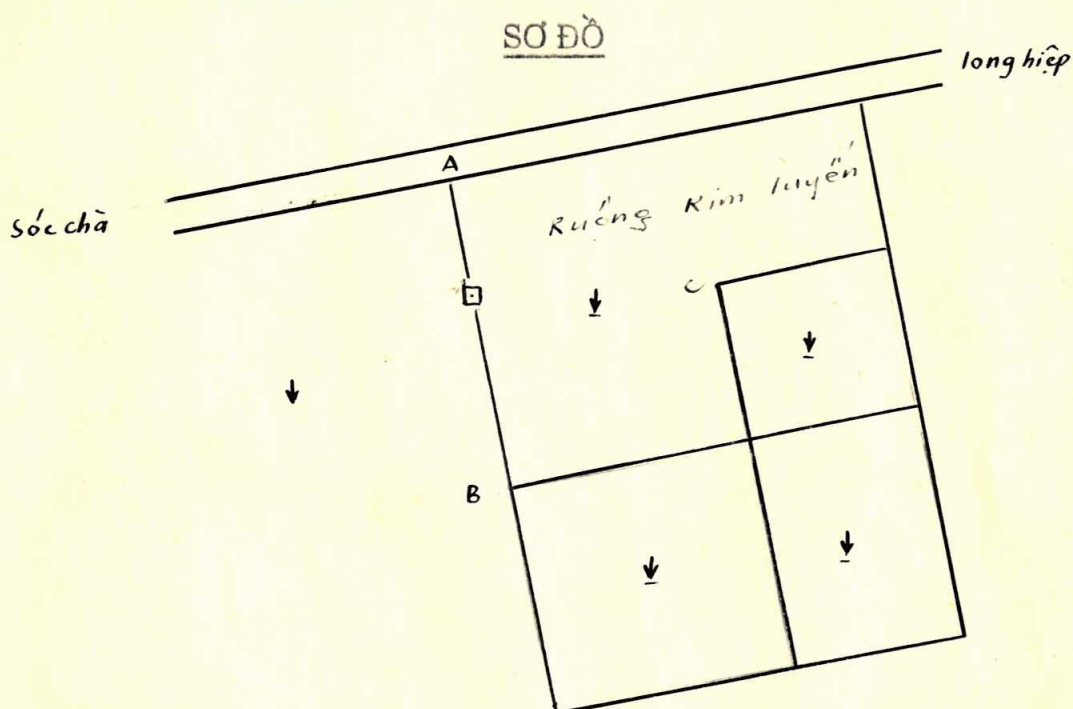 SƠ ĐỒ
long hiệp
A
Sóc chà
Ruộng Kim luyến
C
B